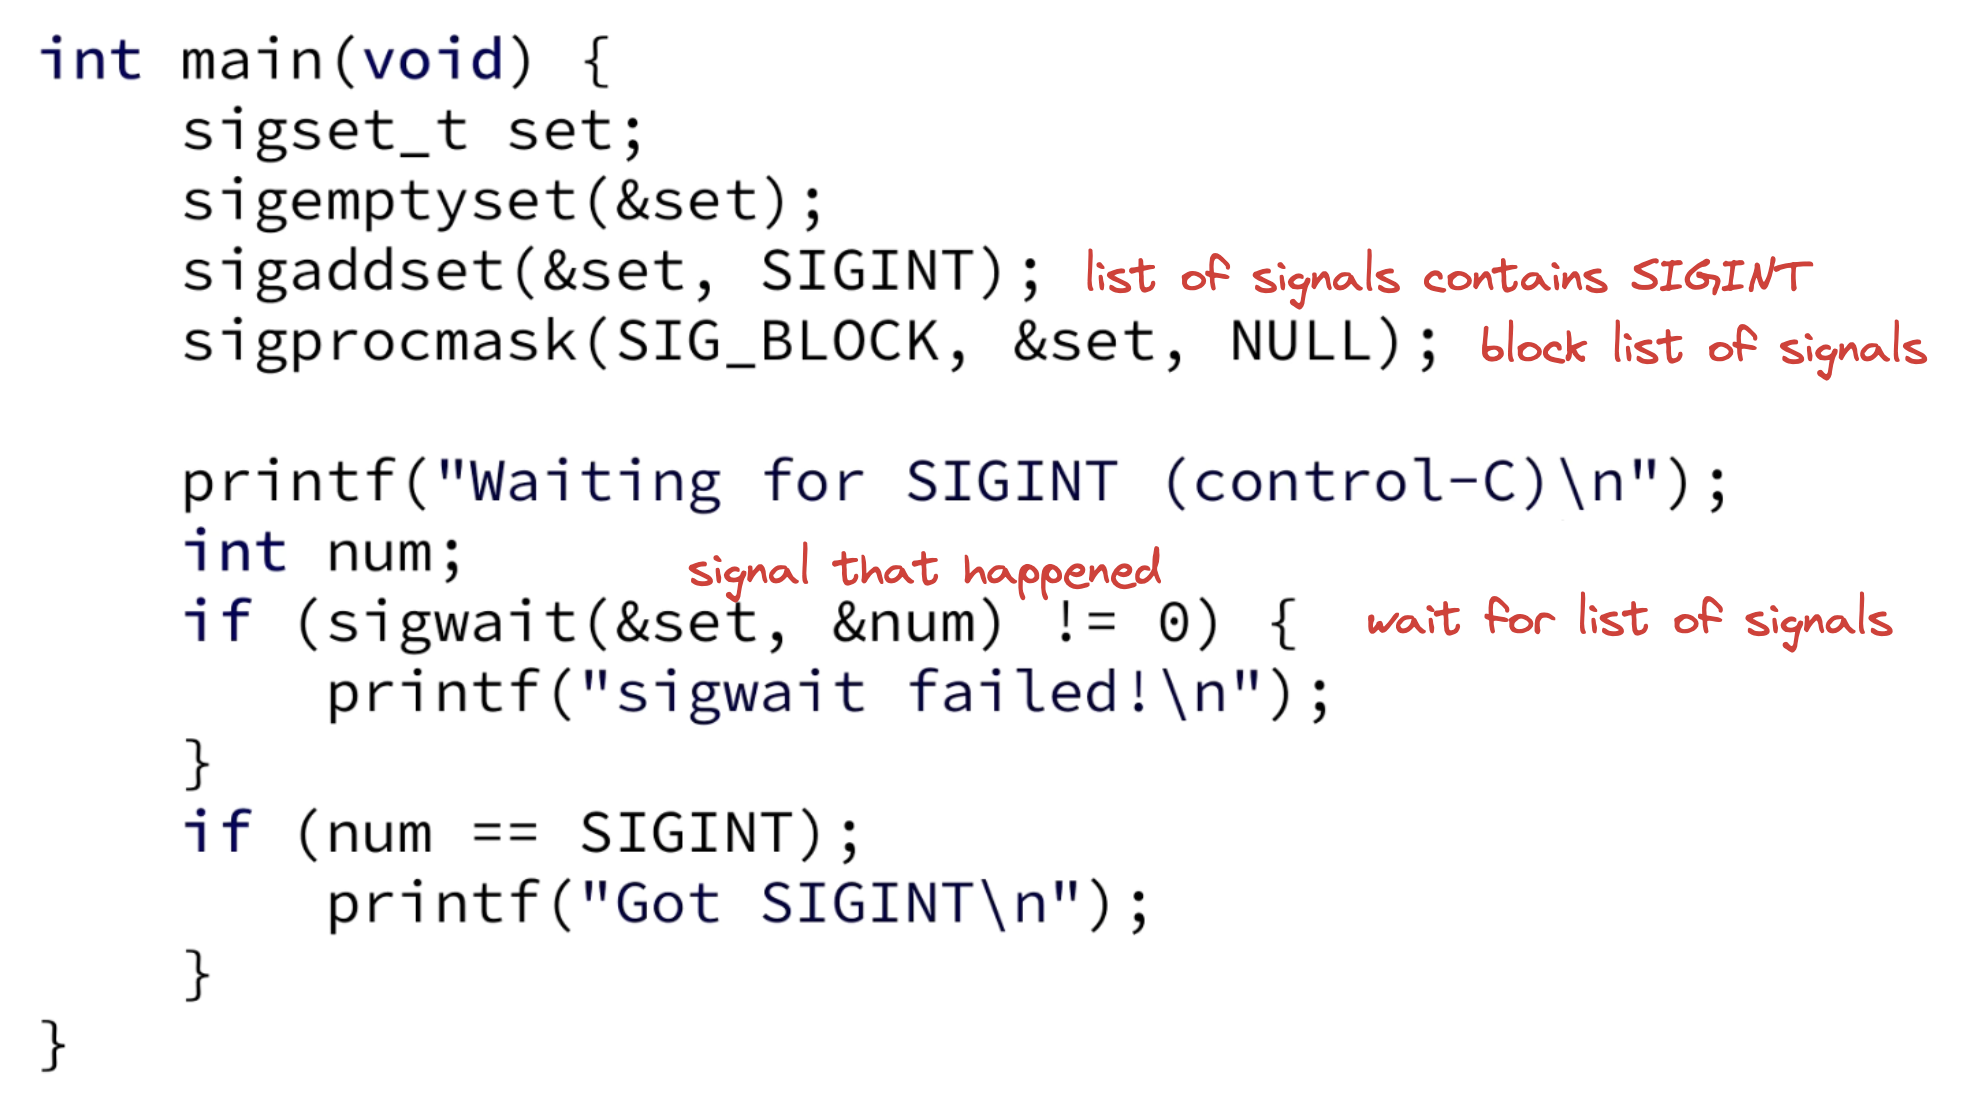 int main(void) {
sigset_t set;
sigemptyset(&set);
sigaddset(&set, SIGINT); list of signals contains SIGINT
sigprocmask(SIG_BLOCK, &set, NULL); block list of signals
printf("Waiting for SIGINT (control-C)\n");
int num;
signal that happened
if (sigwait(&set, &num) != 0) { wait for list of signals
printf("sigwait failed!\n");
}
if (num == SIGINT);
printf("Got SIGINT\n");
}
}